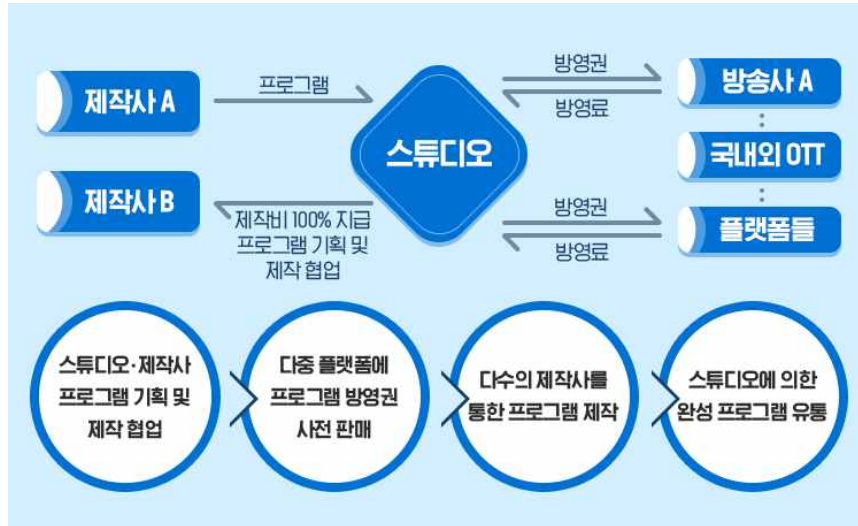 제작사 A
프로그램
스튜디오
방영권
방영료
방송사 A
국내외 OTT
제작사 B
제작비 100% 지급
프로그램 기획 및
제작 협업
방영권
방영료
플랫폼들
스튜디오·제작사
프로그램 기획 및
제작 협업
다중 플랫폼에
프로그램 방영권
사전 판매
다수의 제작사를
통한 프로그램 제작
스튜디오에 의한
완성 프로그램 유통